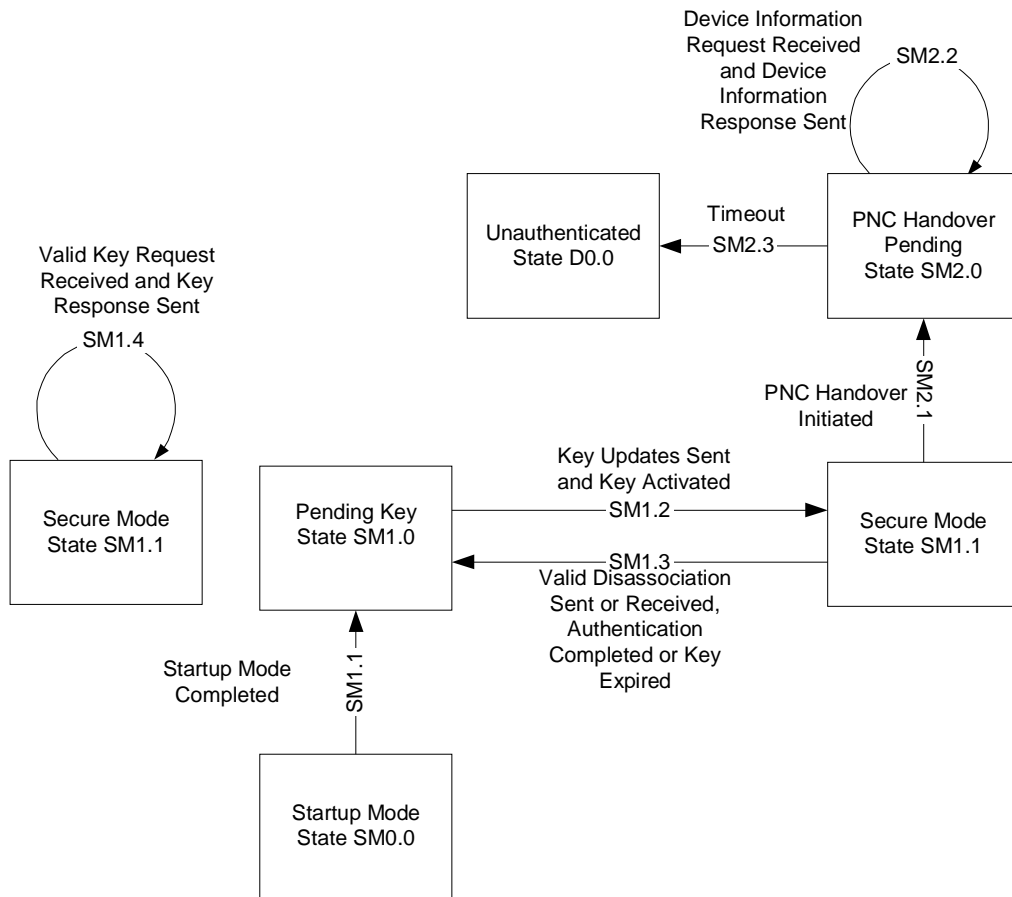 Device Information
Request Received
and Device
Information
Response Sent
SM2.2
Unauthenticated
State D0.0
Timeout
SM2.3
PNC Handover
Pending
State SM2.0
Valid Key Request
Received and Key
Response Sent
SM1.4
PNC Handover
Initiated
SM2.1
Secure Mode
State SM1.1
Pending Key
State SM1.0
Key Updates Sent
and Key Activated
SM1.2
SM1.3
Valid Disassociation
Sent or Received,
Authentication
Completed or Key
Expired
Secure Mode
State SM1.1
Startup Mode
Completed
SM1.1
Startup Mode
State SM0.0